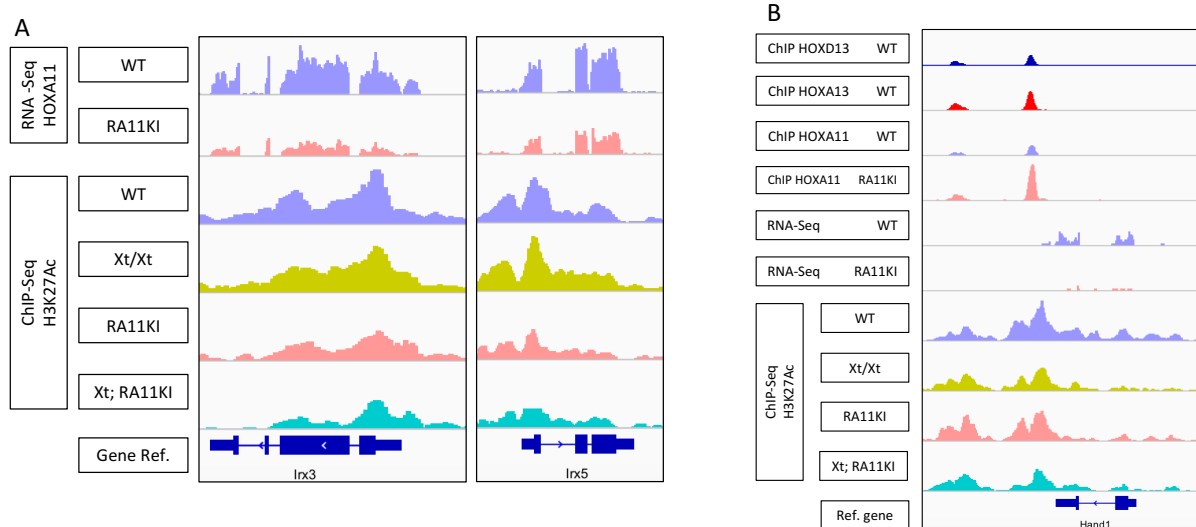 A
RNA -Seq
HOXA11
WT
RA11KI
ChIP-Seq
H3K27Ac
WT
Xt/Xt
RA11KI
Xt; RA11KI
Gene Ref.
Irx3
Irx5
B
ChIP HOXD13 WT
ChIP HOXA13 WT
ChIP HOXA11 WT
ChIP HOXA11 RA11KI
RNA-Seq WT
RNA-Seq RA11KI
ChIP-Seq
H3K27Ac
WT
Xt/Xt
RA11KI
Xt; RA11KI
Ref. gene
Hand1